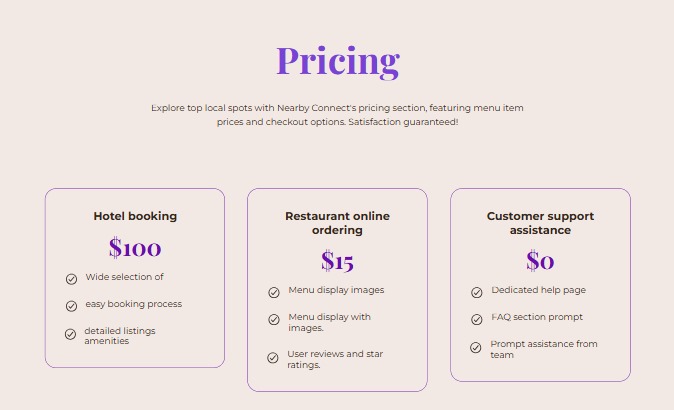 Pricing
Explore top local spots with Nearby Connect's pricing section, featuring menu item
prices and checkout options. Satisfaction guaranteed!
Hotel booking
$100
Wide selection of
easy booking process
detailed listings
amenities
Restaurant online
ordering
$15
Menu display images
Menu display with
images.
User reviews and star
ratings.
Customer support
assistance
$0
Dedicated help page
FAQ section prompt
Prompt assistance from
team